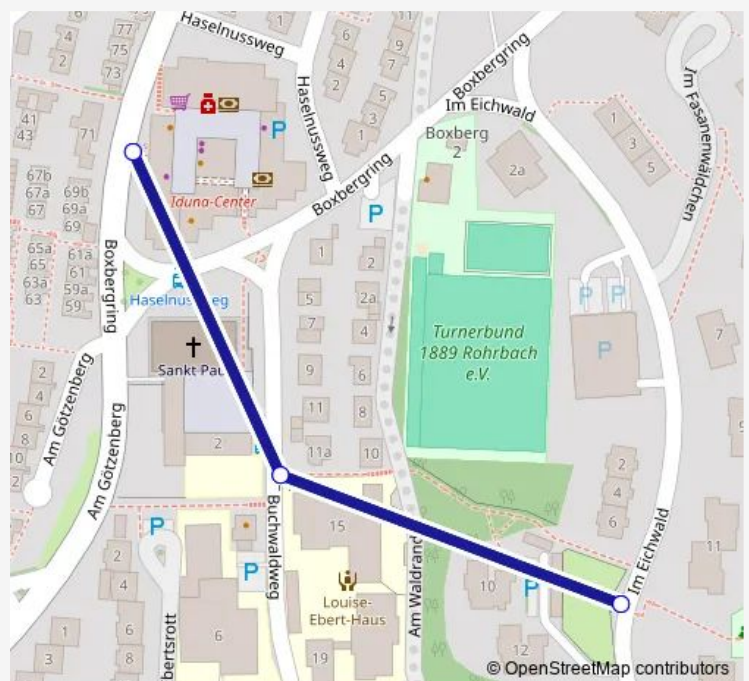 Haselnussweg
Boxbergring
Im Eichwald
Im Fasanenwäldchen
Haselnussweg
Boxberg
2
2a
1
3
5
4
2
75
77
73
1
6
4
2
11
9
7
5
3
1
41
43
71
67b
67a
67
69b
69a
69
P
Iduna-Center
Boxbergring
P
65a
65
63a
63
61a
61
59a
59
Boxbergring
Haselnussweg
1
2
5
2a
7
4
P
P
P
Turnerbund
1889 Rohrbach
e.V.
7
Sankt Pau
Am Götzenberg
2
4
6
8
10
9
6
11
8
11a
10
2
2
4
6
Am Götzenberg
Buchwaldweg
P
15
Im Eichwald
11
2
4
P
Am Waldrand
10
P
Louise-
Ebert-Haus
bertsrott
1
3
6
8
6
19
12
© OpenStreetMap contributors